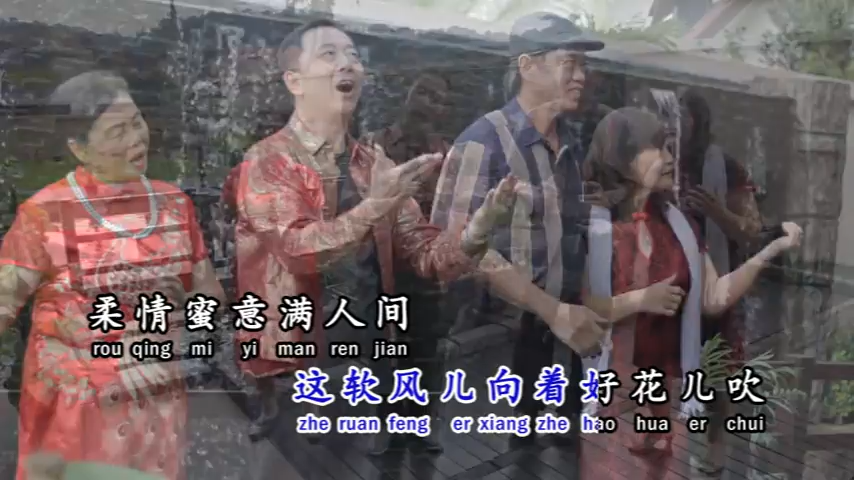 柔情蜜意满人间
rou qing mi yi man ren jian
这软风儿向着好花儿吹
zhe ruan feng er xiang zhe hao hua er chui